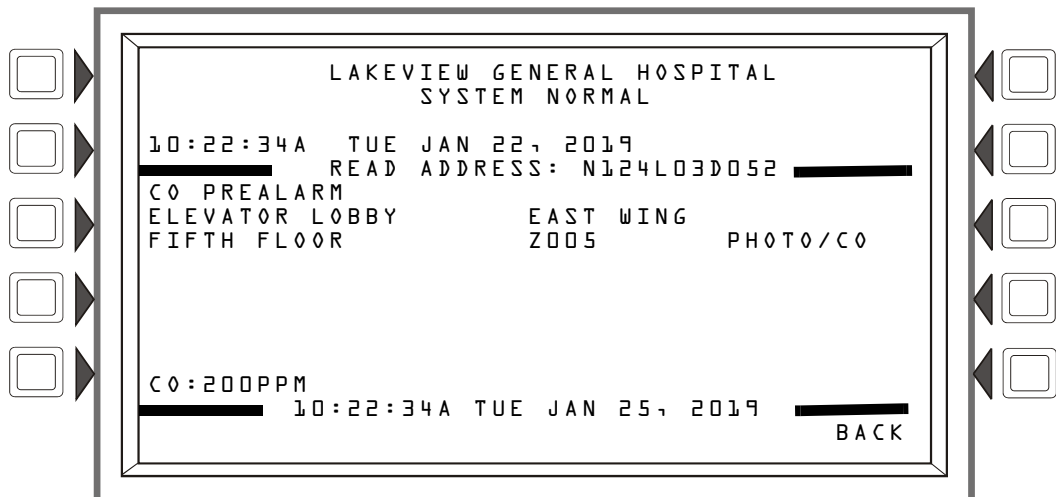 LAKEVIEW GENERAL HOSPITAL
SYSTEM NORMAL
10:22:34A TUE JAN 22, 2019
READ ADDRESS: N124L03D052
CO PREALARM
ELEVATOR LOBBY EAST WING
FIFTH FLOOR Z005 PHOTO/CO
CO:200PPM
10:22:34A TUE JAN 25, 2019
BACK